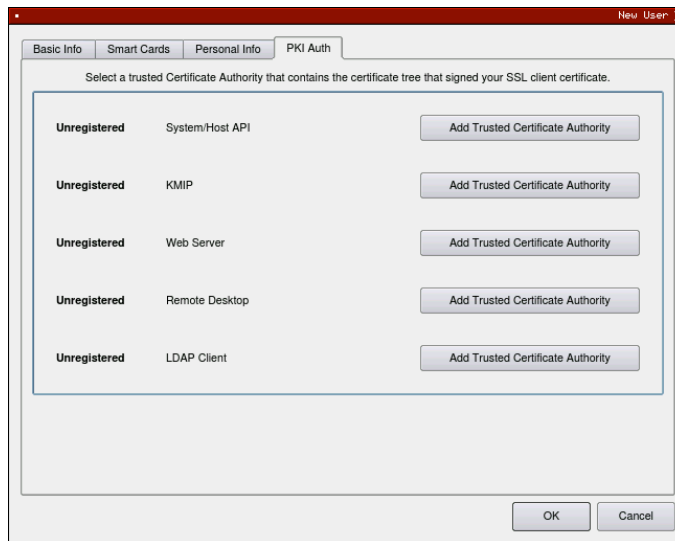 New User
Basic Info Smart Cards Personal Info PKI Auth
Select a trusted Certificate Authority that contains the certificate tree that signed your SSL client certificate.
Unregistered System/Host API Add Trusted Certificate Authority
Unregistered KMIP Add Trusted Certificate Authority
Unregistered Web Server Add Trusted Certificate Authority
Unregistered Remote Desktop Add Trusted Certificate Authority
Unregistered LDAP Client Add Trusted Certificate Authority
OK Cancel